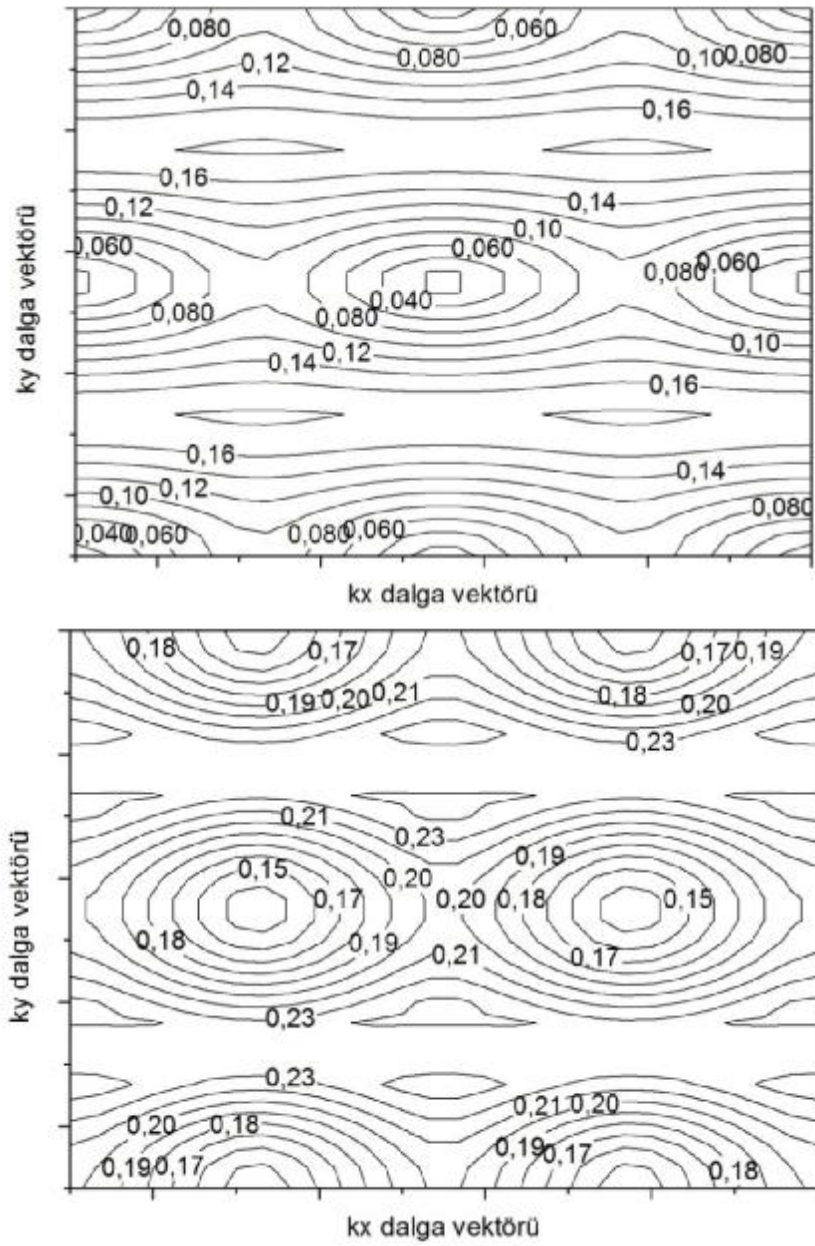 0,080 0,060
0,080 0,10 0,080
0,12 0,12
0,14 0,16
0,16
0,12 0,14
0,10
0,060 0,060 0,080 0,060
0,040
0,080 0,080
0,14 0,12 0,10
0,16
0,16 0,14
0,10 0,12 0,080
0,040 0,060 0,080 0,060
ky dalga vektörü
kx dalga vektörü
0,18 0,17 0,17 0,19
0,19 0,20 0,21 0,18 0,20
0,23
0,21 0,23
0,19
0,15 0,20
0,17 0,20 0,18 0,15
0,18 0,19 0,21 0,17
0,23
0,23
0,20 0,18 0,21 0,20
0,19 0,17 0,19 0,17 0,18
ky dalga vektörü
kx dalga vektörü